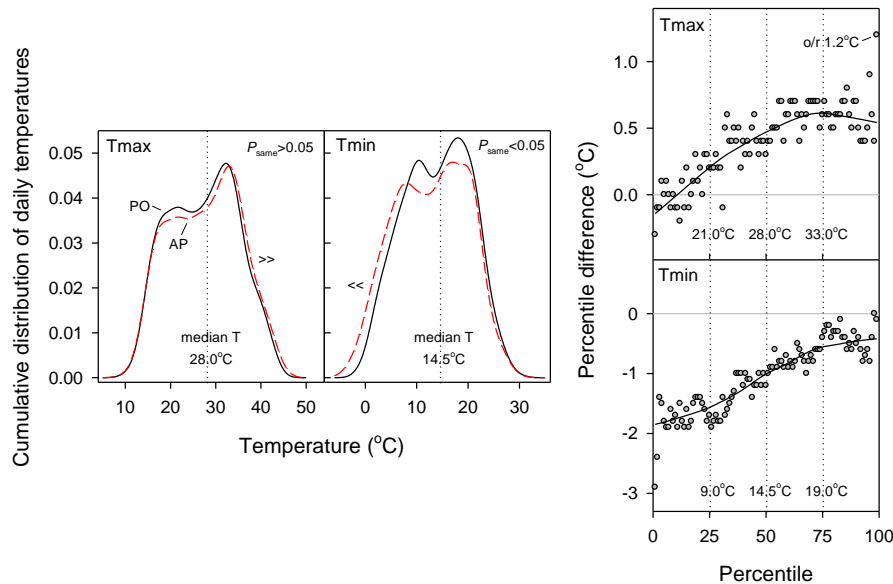 Cumulative distribution of daily temperatures
Tmax
P same>0.05
PO
AP
>>
median T
28.0°C
0.05
0.04
0.03
0.02
0.01
0.00
10 20 30 40 50
Tmin
P same<0.05
<<
median T
14.5°C
0 10 20 30
Temperature (°C)
Percentile difference (°C)
Tmax
o/r 1.2°C
1.0
0.5
0.0
21.0°C 28.0°C 33.0°C
Tmin
-0
-1
-2
-3
9.0°C 14.5°C 19.0°C
0 25 50 75 100
Percentile